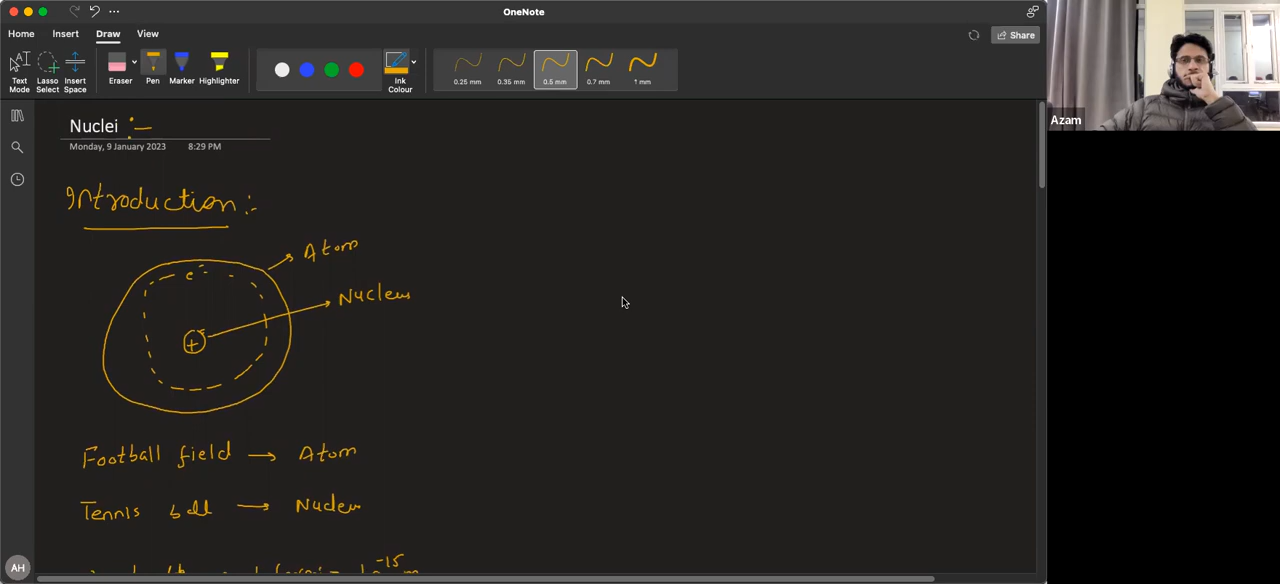 OneNote
Home Insert Draw View
Share
Text Mode
Lasso Select
Insert Space
Eraser
Pen
Marker
Highlighter
Ink Colour
0.25 mm
0.35 mm
0.5 mm
0.7 mm
1 mm
Azam
Nuclei :-
Monday, 9 January 2023 8:29 PM
Introduction :-
Atom
e-
Nucleus
+
Football field → Atom
Tennis ball → Nucleus
-15
AH